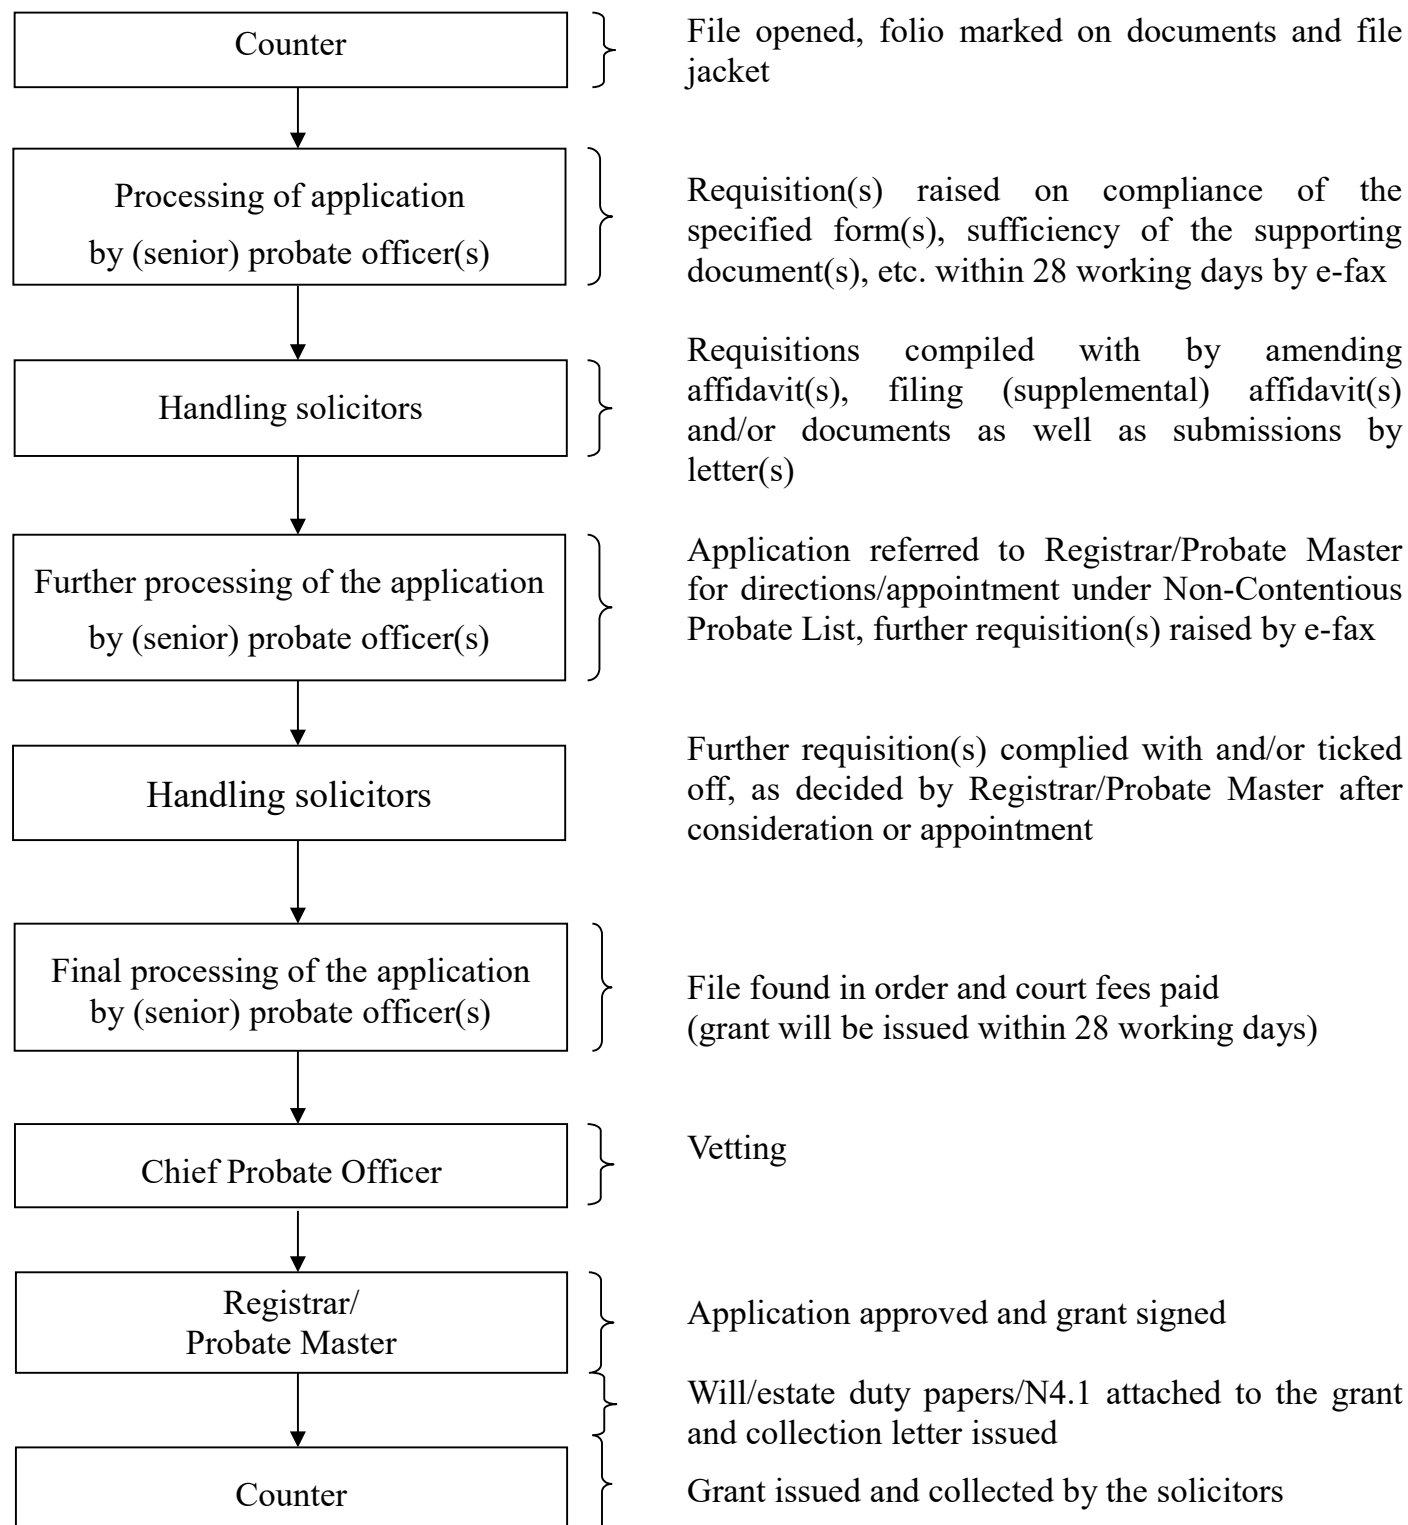 Counter
File opened, folio marked on documents and file
jacket
Processing of application
by (senior) probate officer(s)
Requisition(s) raised on compliance of the
specified form(s), sufficiency of the supporting
document(s), etc. within 28 working days by e-fax
Handling solicitors
Requisitions compiled with by amending
affidavit(s), filing (supplemental) affidavit(s)
and/or documents as well as submissions by
letter(s)
Further processing of the application
by (senior) probate officer(s)
Application referred to Registrar/Probate Master
for directions/appointment under Non-Contentious
Probate List, further requisition(s) raised by e-fax
Handling solicitors
Further requisition(s) complied with and/or ticked
off, as decided by Registrar/Probate Master after
consideration or appointment
Final processing of the application
by (senior) probate officer(s)
File found in order and court fees paid
(grant will be issued within 28 working days)
Chief Probate Officer
Vetting
Registrar/
Probate Master
Application approved and grant signed
Will/estate duty papers/N4.1 attached to the grant
and collection letter issued
Counter
Grant issued and collected by the solicitors